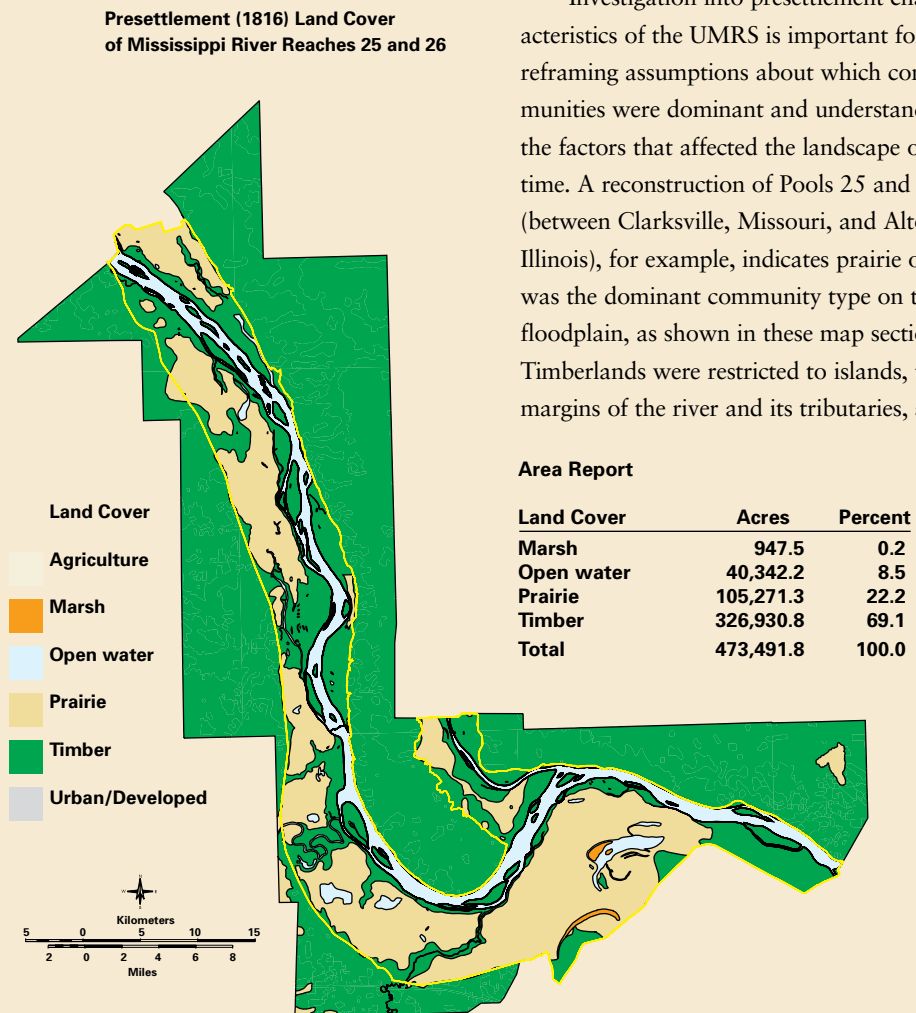 Presettlement (1816) Land Cover
of Mississippi River Reaches 25 and 26
Investigation into presettlement
acteristics of the UMRS is important
reframing assumptions about which
munities were dominant and
the factors that affected the landscape
time. A reconstruction of Pools 25 and
(between Clarksville, Missouri, and
Illinois), for example, indicates prairie
was the dominant community type on
floodplain, as shown in these map
Timberlands were restricted to islands,
margins of the river and its tributaries,
Area Report
Land Cover Acres Percent
Marsh 947.5 0.2
Open water 40,342.2 8.5
Prairie 105,271.3 22.2
Timber 326,930.8 69.1
Total 473,491.8 100.0
Land Cover
Agriculture
Marsh
Open water
Prairie
Timber
Urban/Developed
N
W E
S
Kilometers
5 0 5 10 15
2 0 2 4 6 8
Miles